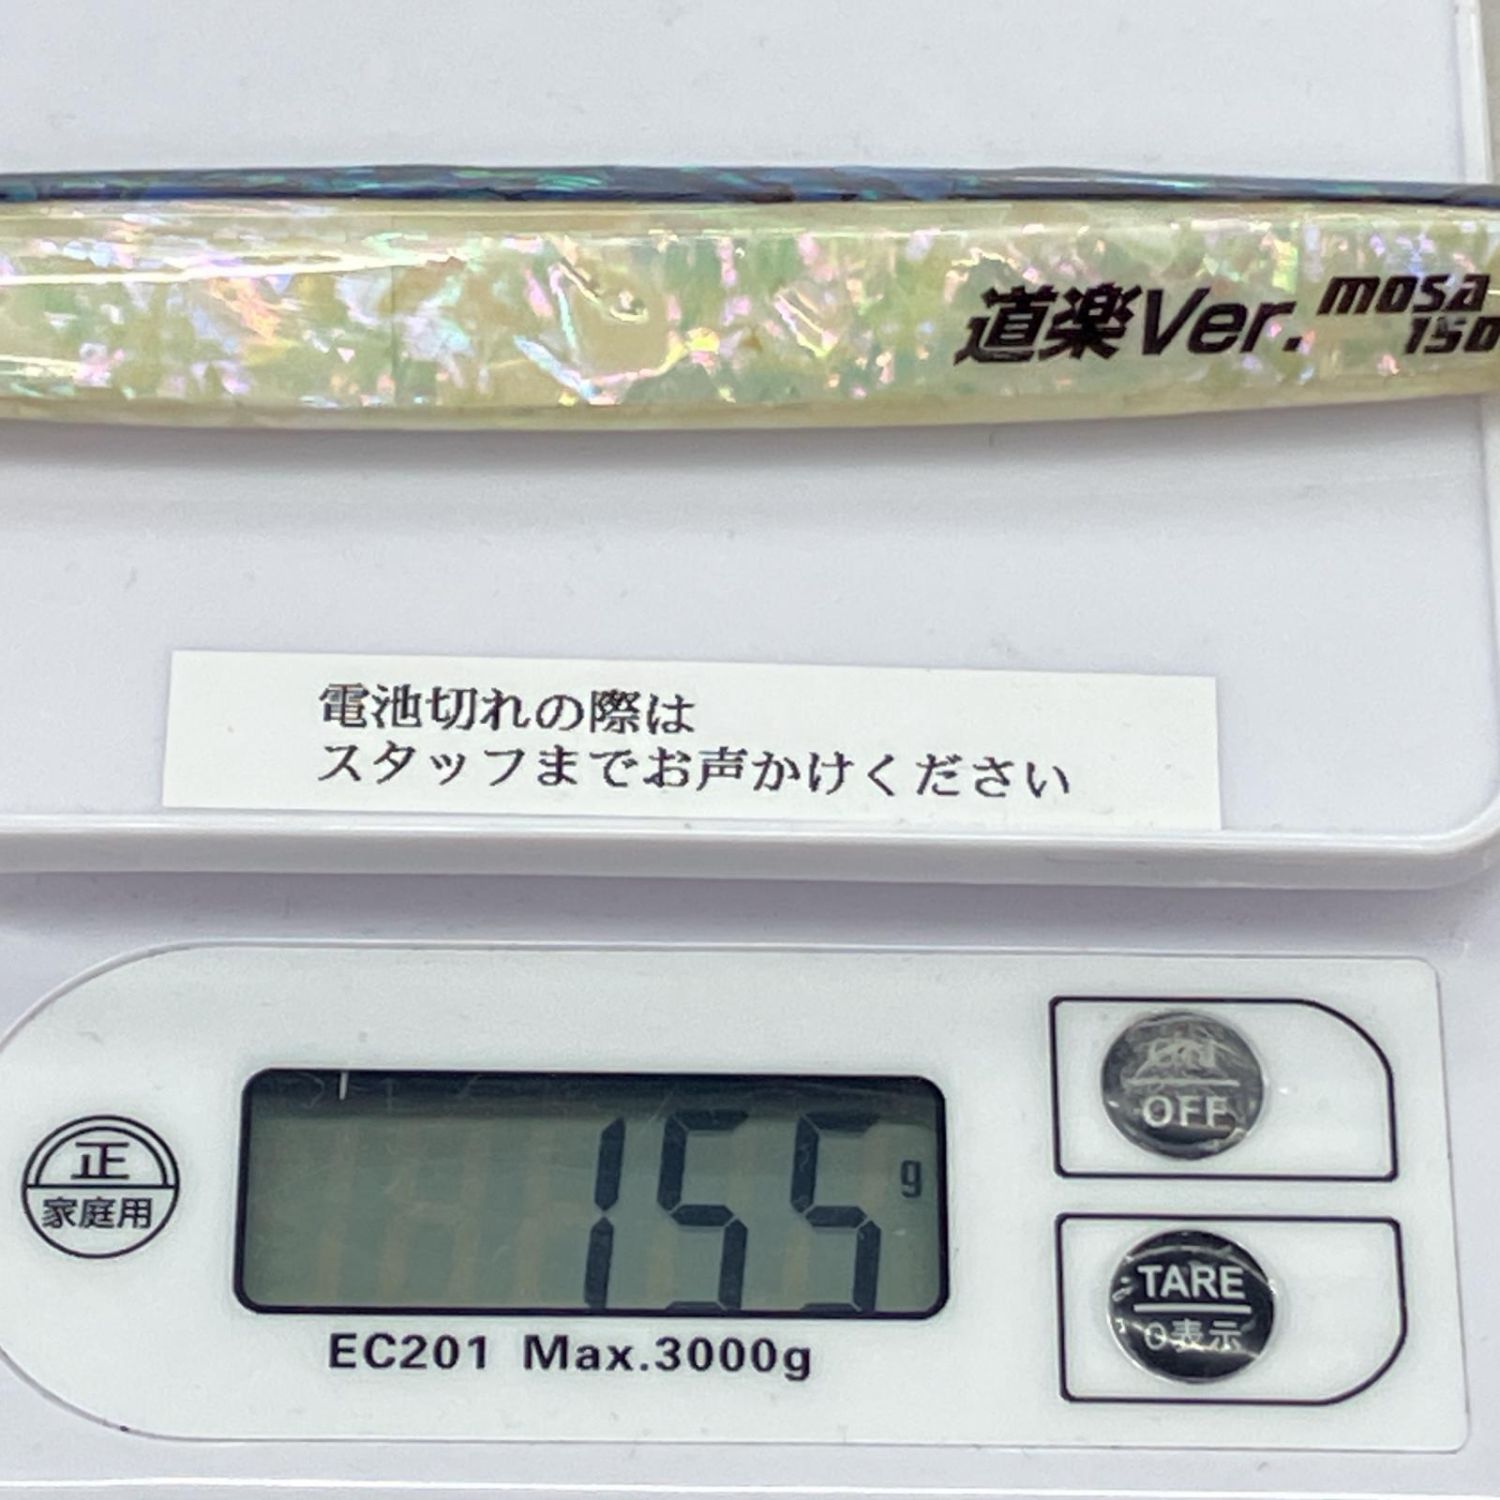 道楽Ver. mosa
150
電池切れの際は
スタッフまでお声かけください
正
家庭用
155 g
EC201 Max.3000g
ON
OFF
TARE
0表示